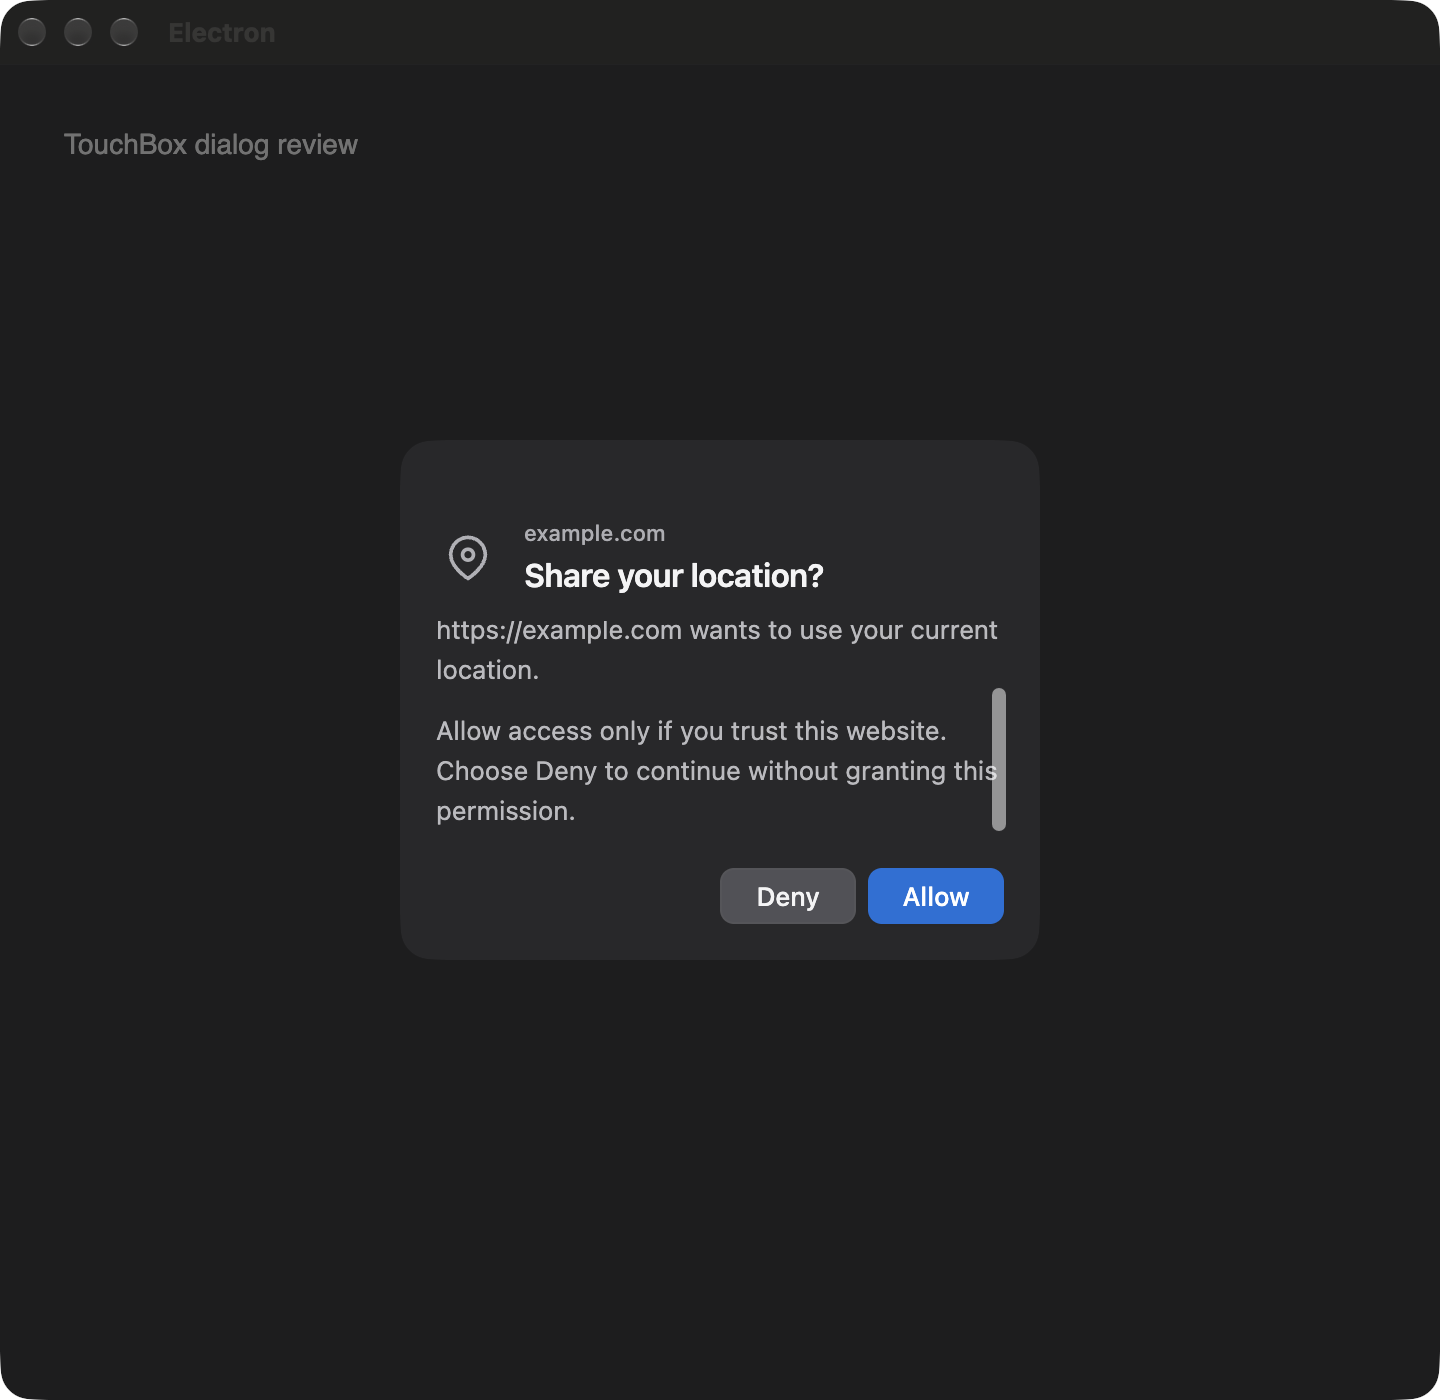 Electron
TouchBox dialog review
example.com
Share your location?
https://example.com wants to use your current
location.
Allow access only if you trust this website.
Choose Deny to continue without granting this
permission.
Deny
Allow